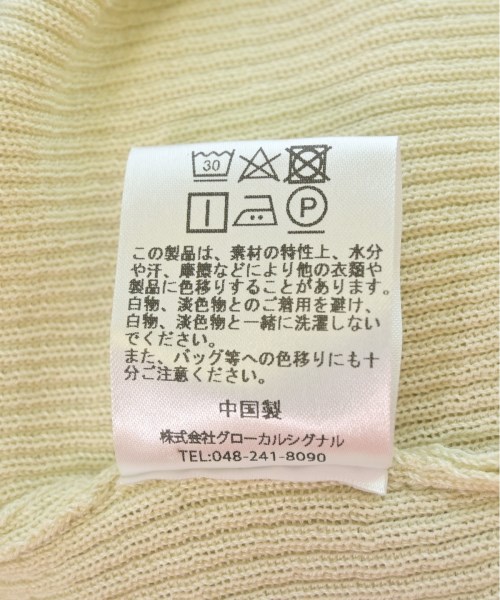 30
P
この製品は、素材の特性上、水分
や汗、摩擦などにより他の衣類や
製品に色移りすることがあります。
白物、淡色物とのご着用を避け、
白物、淡色物と一緒に洗濯しない
でください。
また、バッグ等への色移りにも十
分ご注意ください。
中国製
株式会社グローカルシグナル
TEL:048-241-8090